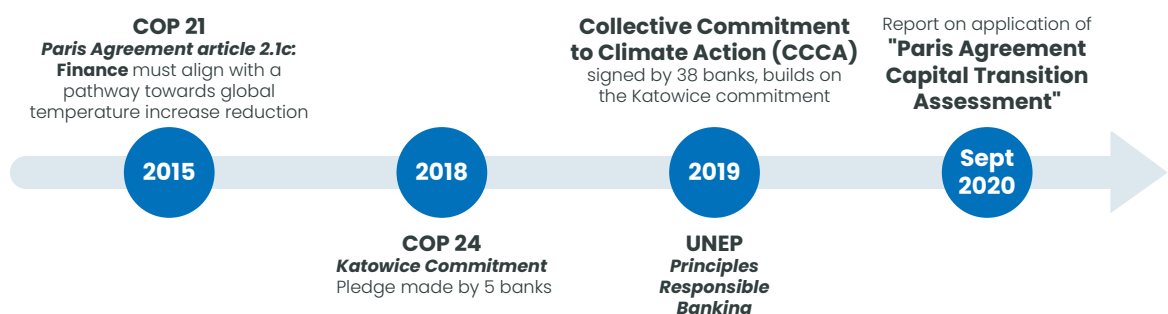 COP 21
Paris Agreement article 2.1c:
Finance must align with a
pathway towards global
temperature increase reduction
2015
2018
COP 24
Katowice Commitment
Pledge made by 5 banks
Collective Commitment
to Climate Action (CCCA)
signed by 38 banks, builds on
the Katowice commitment
2019
UNEP
Principles
Responsible
Banking
Report on application of
"Paris Agreement
Capital Transition
Assessment"
Sept
2020